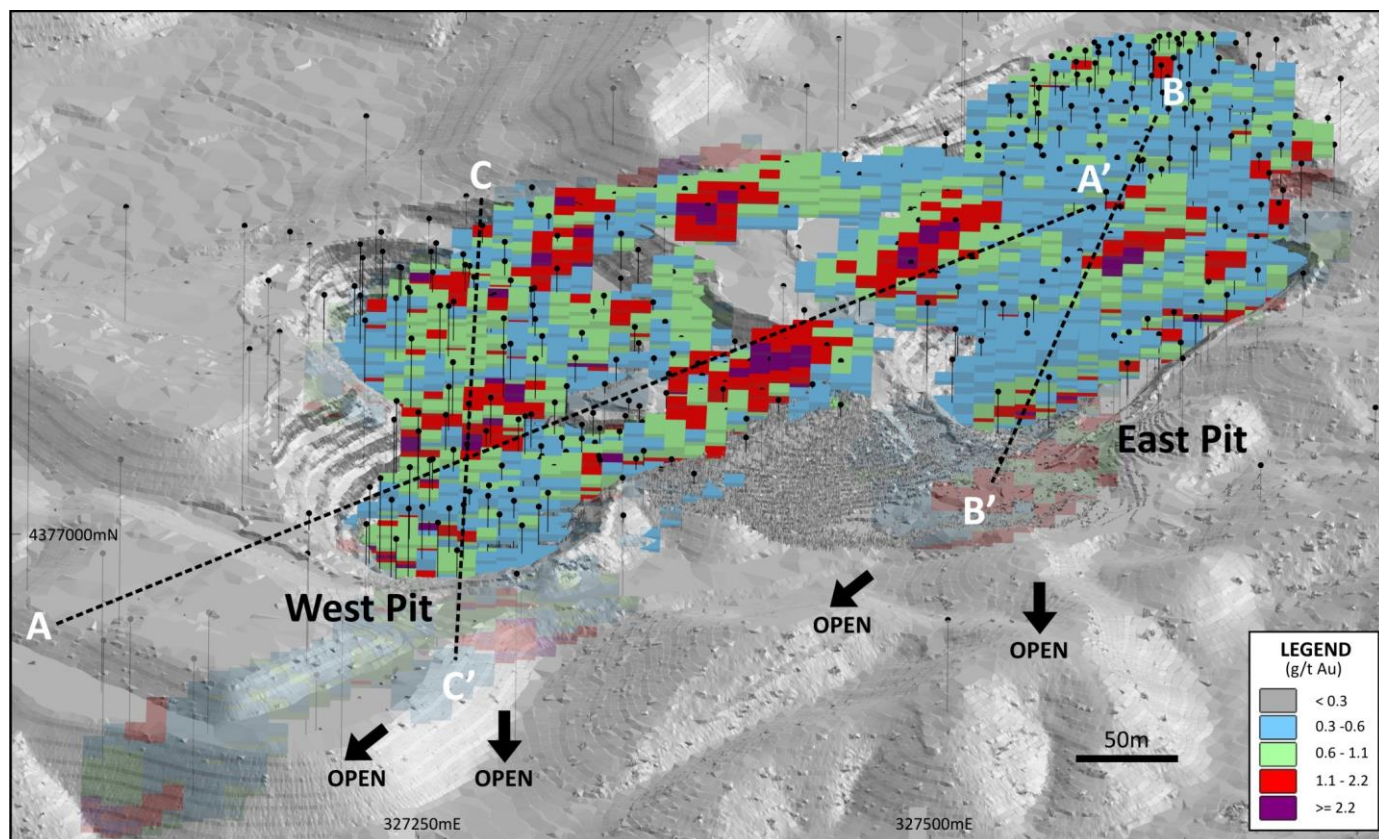 B
C
A'
East Pit
B'
4377000mN
A
West Pit
C'
OPEN
OPEN
OPEN
OPEN
327250mE
327500mE
50m
LEGEND
(g/t Au)
< 0.3
0.3 -0.6
0.6 - 1.1
1.1 - 2.2
>= 2.2